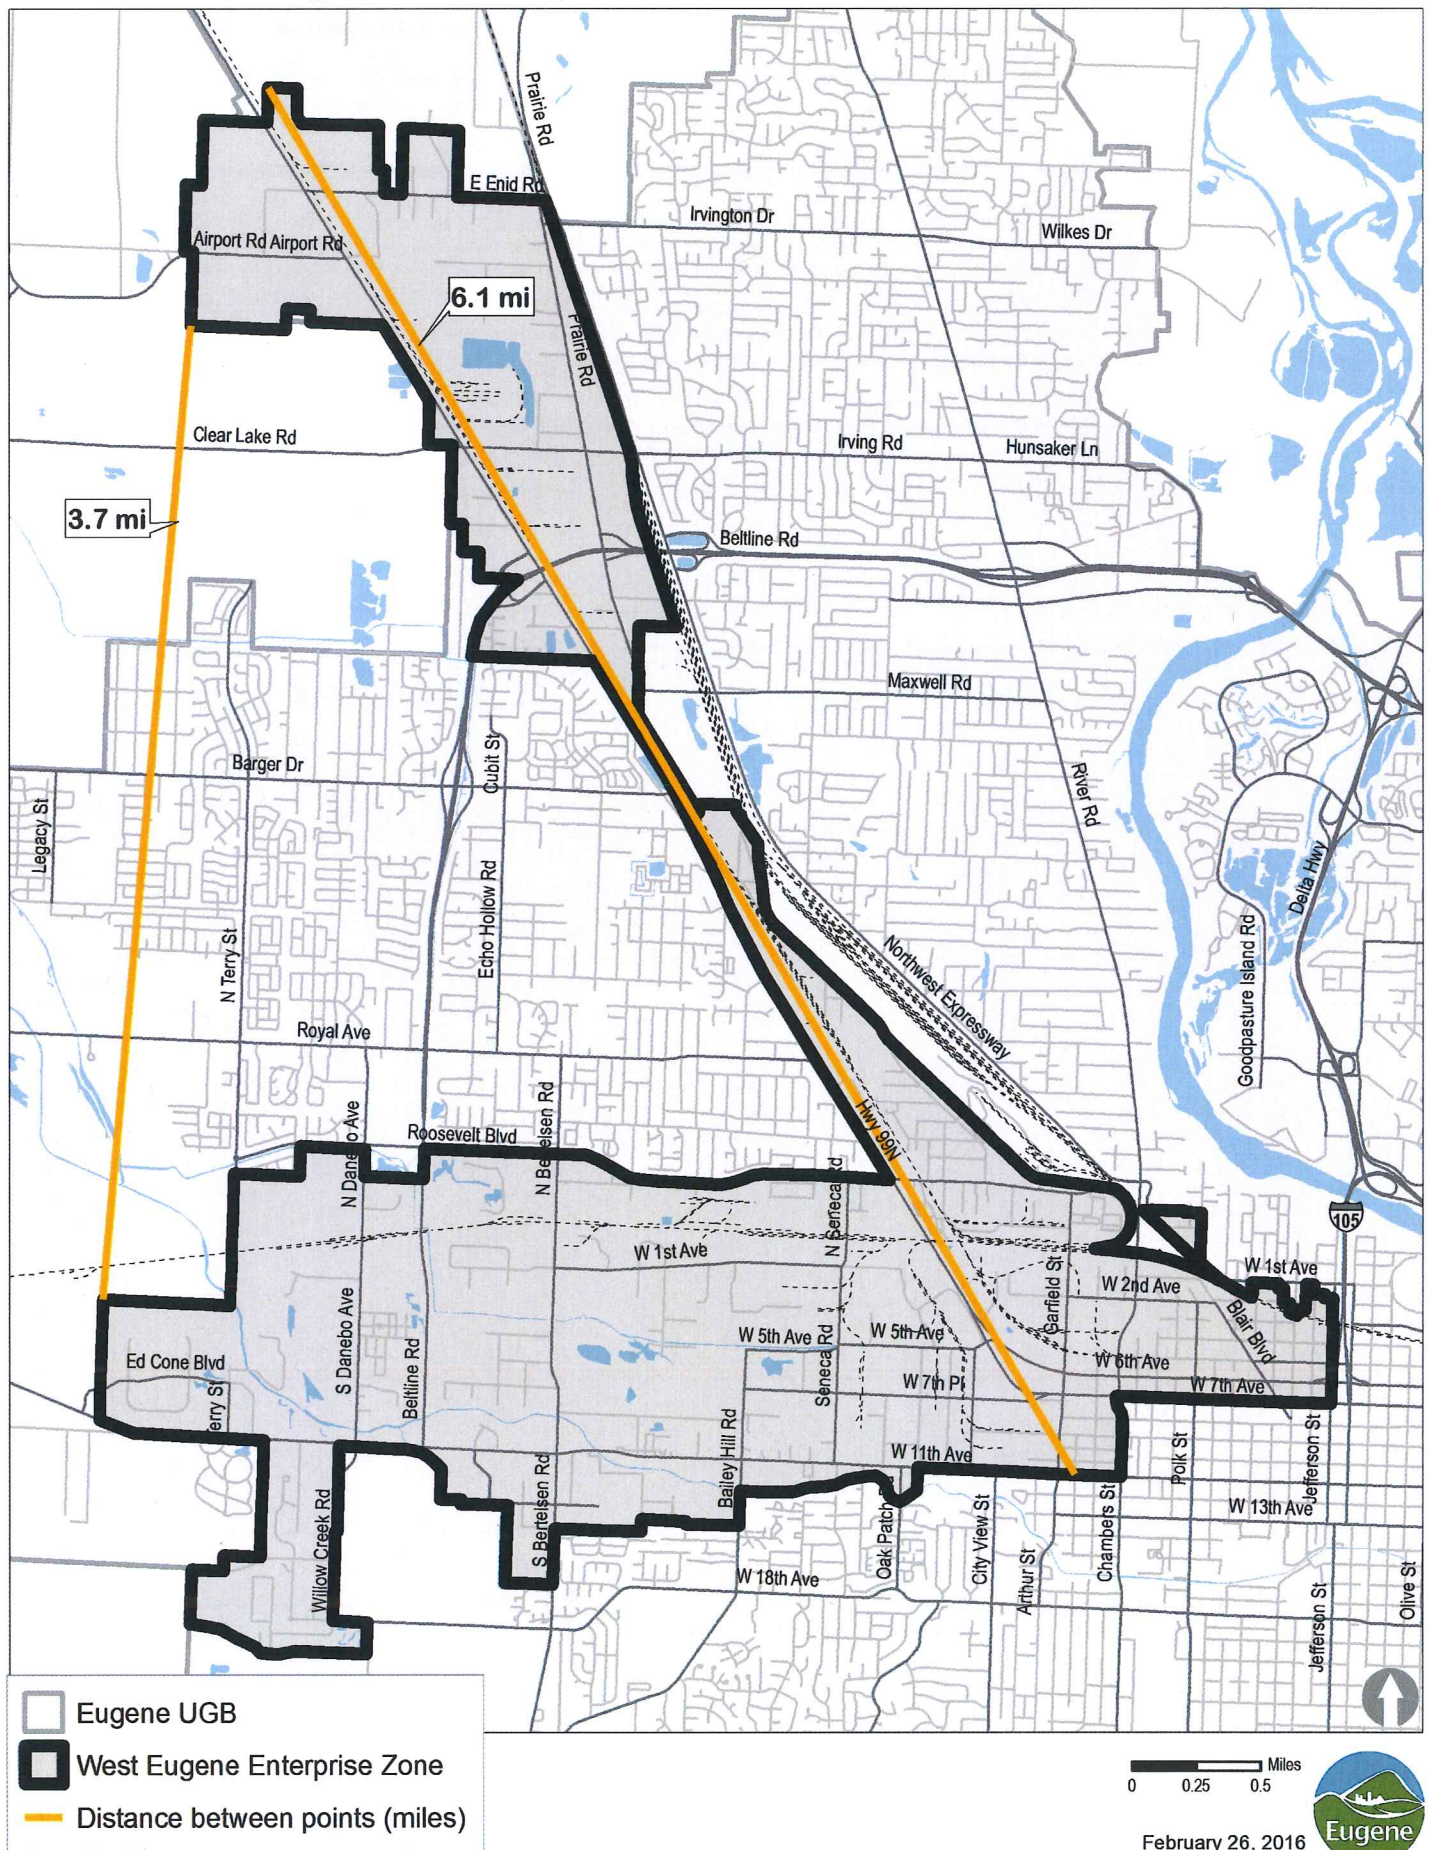 Prairie Rd
E Enid Rd
Irvington Dr
Wilkes Dr
Airport Rd Airport Rd
6.1 mi
Prairie Rd
Clear Lake Rd
Irving Rd
Hunsaker Ln
3.7 mi
Beltline Rd
Maxwell Rd
Cubit St
Barger Dr
River Rd
Legacy St
Delta Hwy
Echo Hollow Rd
N Terry St
Goodpasture Island Rd
Northwest Expressway
Royal Ave
Hwy 99N
Roosevelt Blvd
N Danebo Ave
N Bertelsen Rd
N Seneca Rd
105
W 1st Ave
W 1st Ave
W 2nd Ave
Garfield St
Blair Blvd
S Danebo Ave
Beltline Rd
W 5th Ave
W 5th Ave
Seneca Rd
Ed Cone Blvd
W 6th Ave
W 7th Pl
W 7th Ave
Terry St
Bailey Hill Rd
W 11th Ave
Polk St
Jefferson St
Willow Creek Rd
S Bertelsen Rd
Oak Patch
City View St
Chambers St
W 13th Ave
W 18th Ave
Arthur St
Jefferson St
Olive St
Eugene UGB
West Eugene Enterprise Zone
Distance between points (miles)
Miles
0 0.25 0.5
February 26, 2016
Eugene